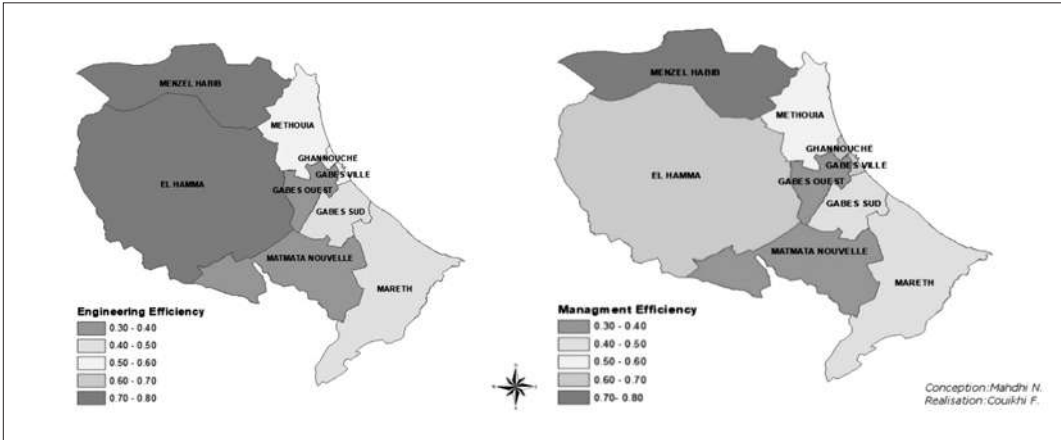 MENZEL HABIB
METHOUIA
GHANNOUCHE
GABES VILLE
EL HAMMA
GABES OUEST
GABES SUD
MATMATA NOUVELLE
MARETH
Engineering Efficiency
0.30 - 0.40
0.40 - 0.50
0.50 - 0.60
0.60 - 0.70
0.70 - 0.80
MENZEL HABIB
METHOUIA
GHANNOUCHE
GABES VILLE
EL HAMMA
GABES OUEST
GABES SUD
MATMATA NOUVELLE
MARETH
Managment Efficiency
0.30 - 0.40
0.40 - 0.50
0.50 - 0.60
0.60 - 0.70
0.70- 0.80
Conception:Mahdhi N.
Realisation:Couikhi F.